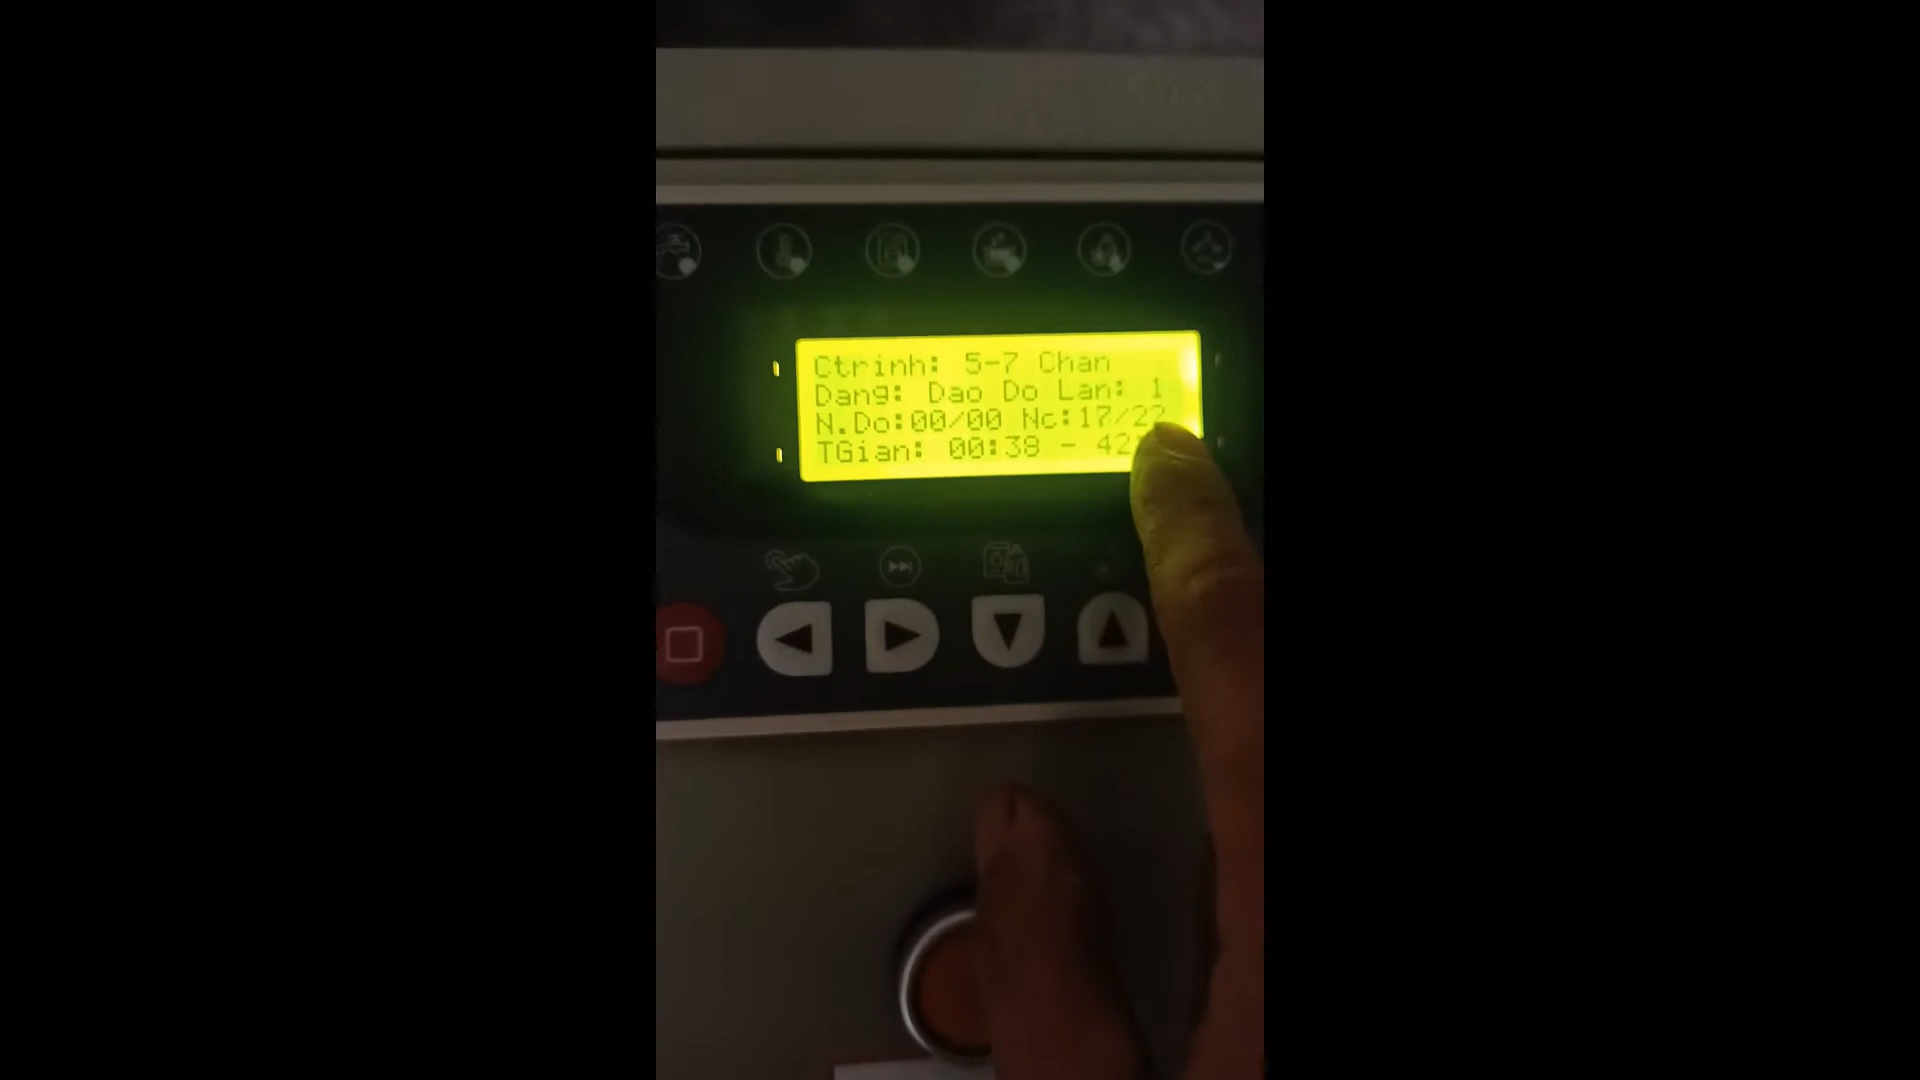 Ctrinh: 5-7 Chan
Dang: Dao Do Lan: 1
N.Do:00/00 Nc:17/22
TGian: 00:38 - 42